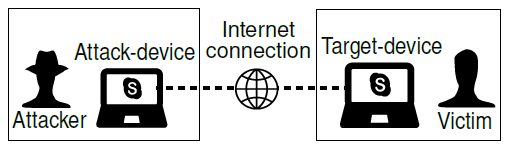 Internet
connection
Attack-device
Target-device
S
S
Attacker
Victim